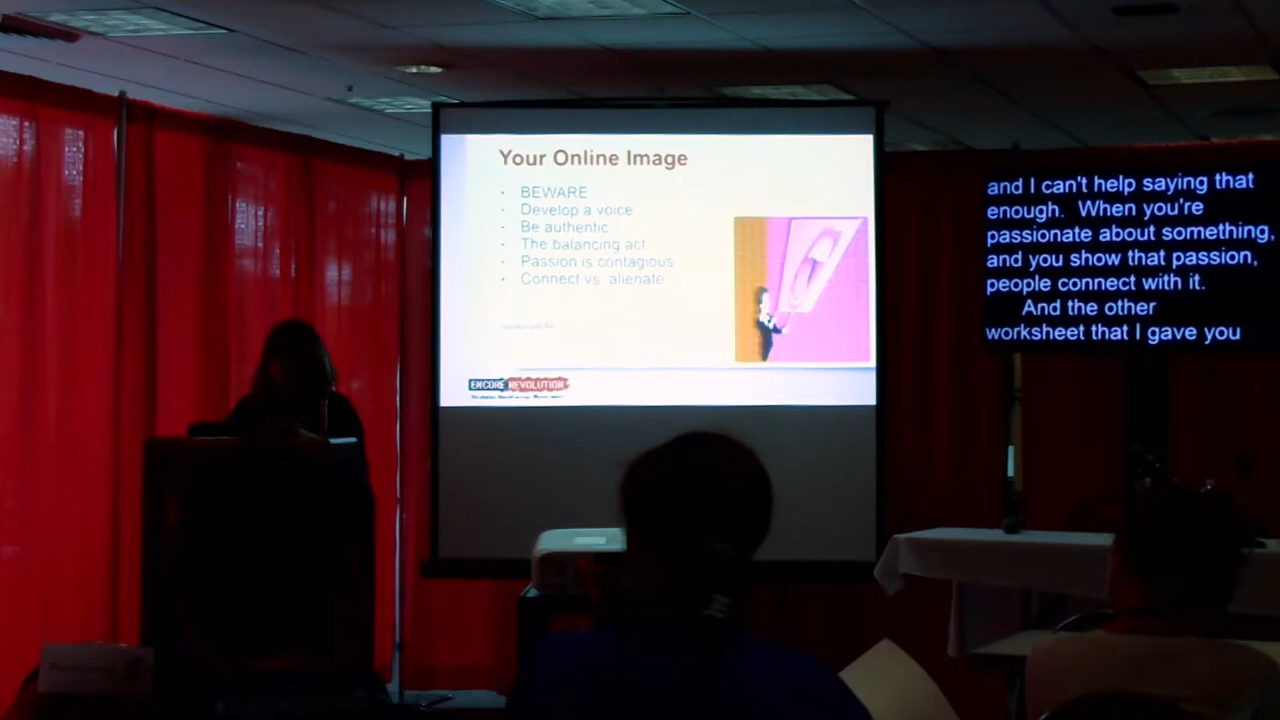 Your Online Image
· BEWARE
· Develop a voice
· Be authentic
· The balancing act
· Passion is contagious
· Connect vs. alienate
ENCORE REVOLUTION
and I can't help saying that
enough. When you're
passionate about something,
and you show that passion,
people connect with it.
And the other
worksheet that I gave you